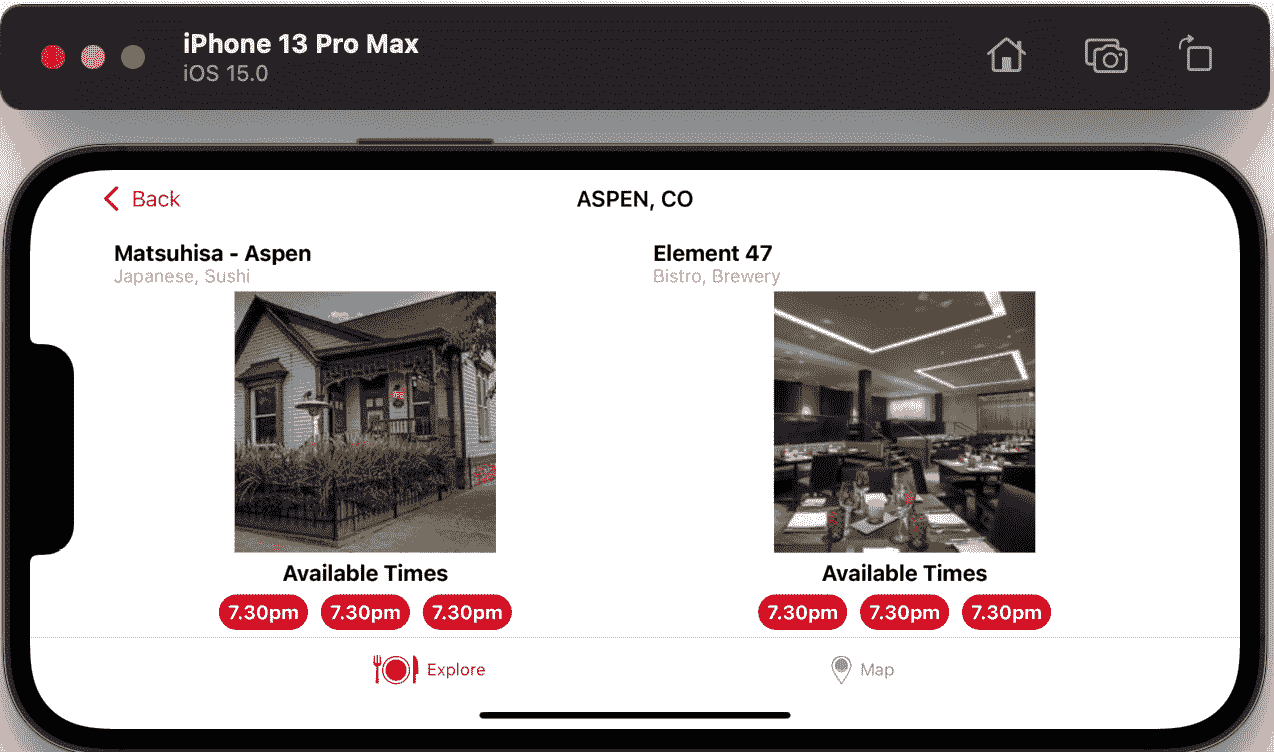 iPhone 13 Pro Max
iOS 15.0
Back
ASPEN, CO
Matsuhisa - Aspen
Japanese, Sushi
Element 47
Bistro, Brewery
Available Times
7.30pm 7.30pm 7.30pm
Available Times
7.30pm 7.30pm 7.30pm
Explore
Map